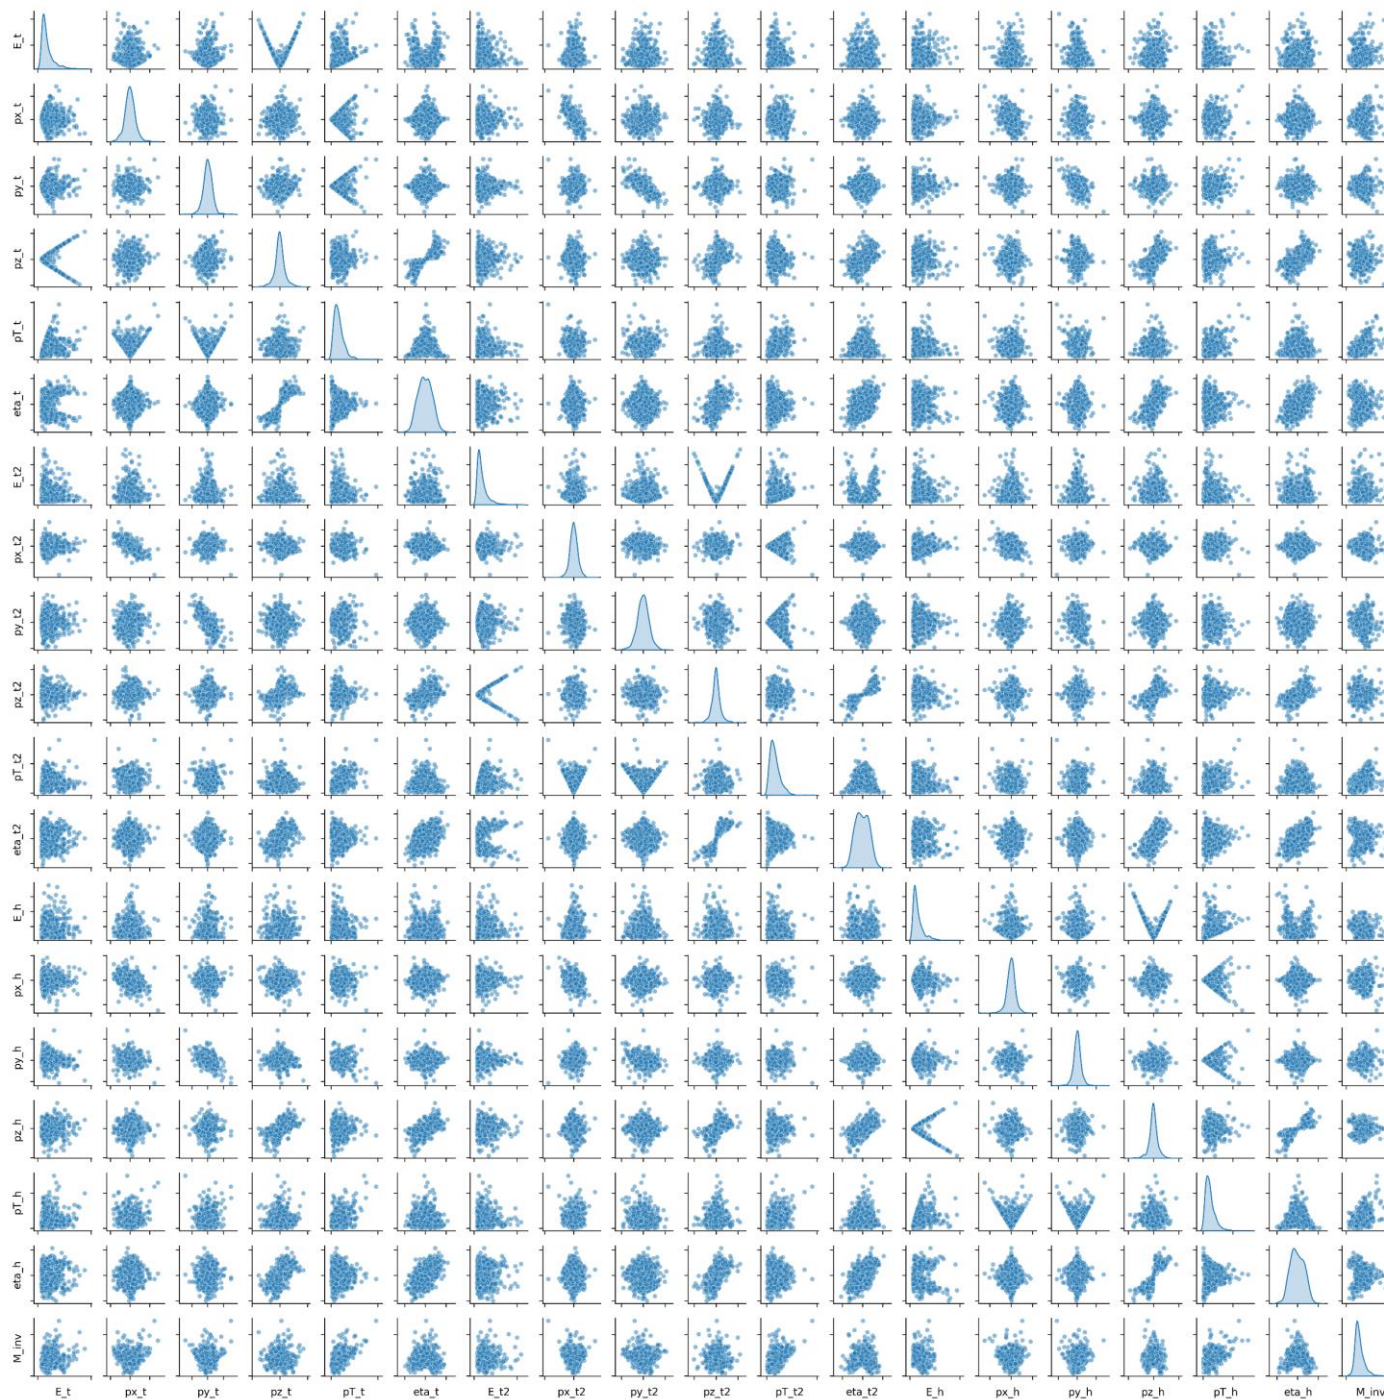 E_t
px_t
py_t
pz_t
pT_t
eta_t
E_t2
px_t2
py_t2
pz_t2
pT_t2
eta_t2
E_h
px_h
py_h
pz_h
pT_h
eta_h
M_inv
E_t px_t py_t pz_t pT_t eta_t E_t2 px_t2 py_t2 pz_t2 pT_t2 eta_t2 E_h px_h py_h pz_h pT_h eta_h M_inv